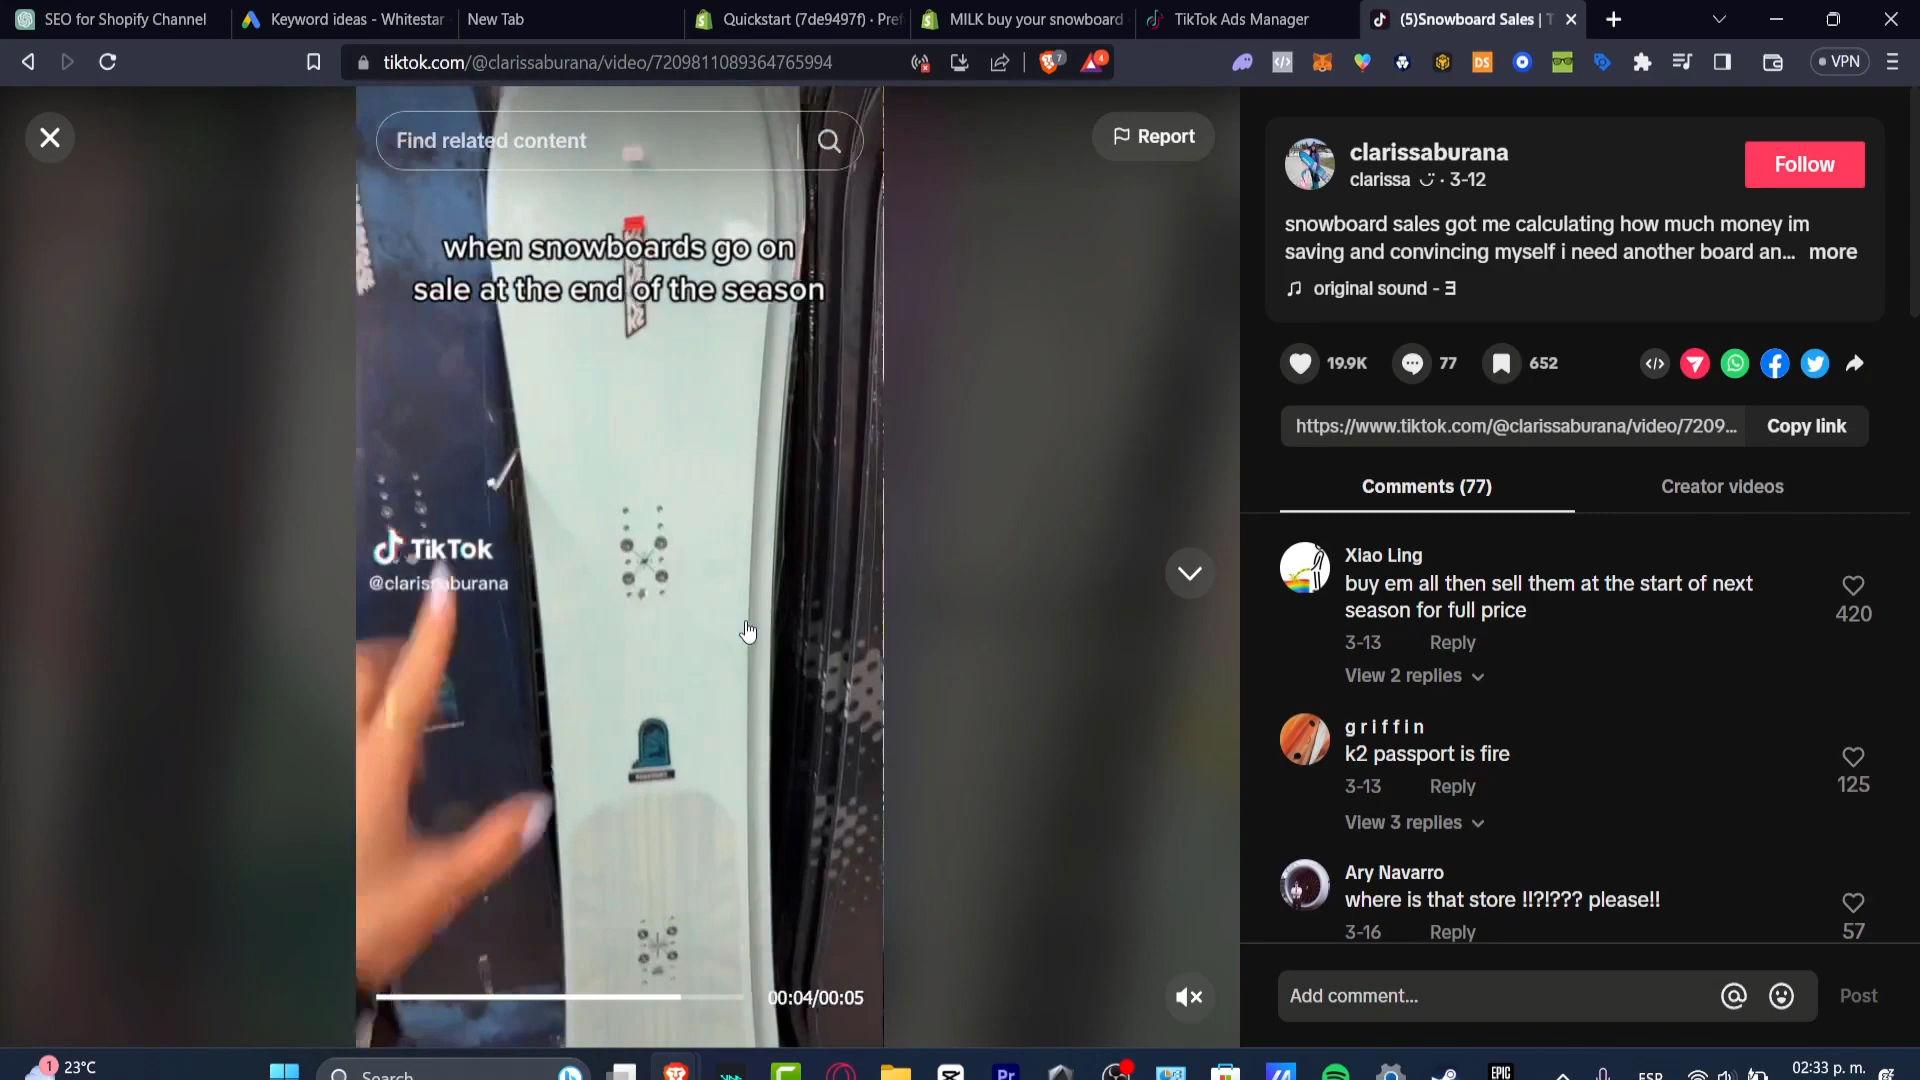 SEO for Shopify Channel
Keyword ideas - Whitestar
New Tab
Quickstart (7de9497f) · Pref
MILK buy your snowboard
TikTok Ads Manager
(5)Snowboard Sales | T
tiktok.com/@clarissaburana/video/7209811089364765994
7
4
DS
VPN
Find related content
Report
when snowboards go on
sale at the end of the season
TikTok
@clarissaburana
00:04/00:05
clarissaburana
clarissa · 3-12
Follow
snowboard sales got me calculating how much money im
saving and convincing myself i need another board an... more
original sound - ᴲ
19.9K
77
652
https://www.tiktok.com/@clarissaburana/video/7209...
Copy link
Comments (77)
Creator videos
Xiao Ling
buy em all then sell them at the start of next
season for full price
420
3-13
Reply
View 2 replies
g r i f f i n
k2 passport is fire
125
3-13
Reply
View 3 replies
Ary Navarro
where is that store !!?!??? please!!
57
3-16
Reply
Add comment...
Post
1
23°C
Search
Pr
EPIC
ESP
02:33 p. m.